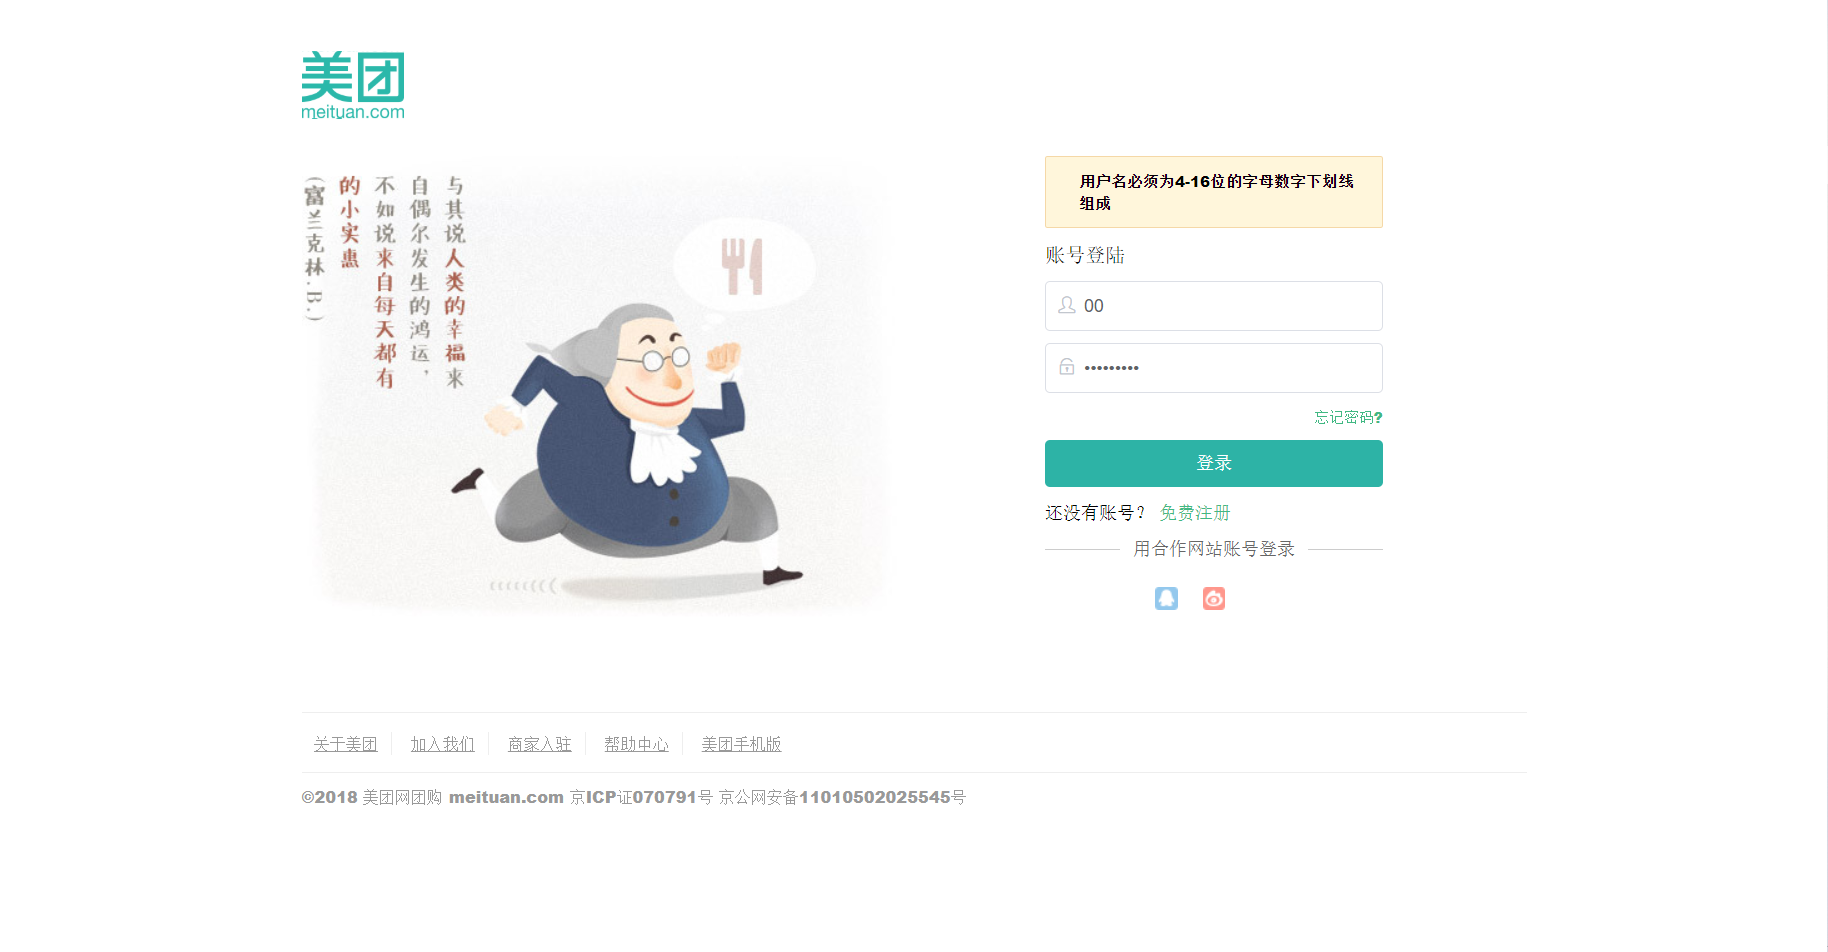 美团
meituan.com
与其说人类的幸福来
自偶尔发生的鸿运，
不如说来自每天都有
的小实惠
(富兰克林.B.)
用户名必须为4-16位的字母数字下划线
组成
账号登陆
00
•••••••••
忘记密码?
登录
还没有账号？ 免费注册
用合作网站账号登录
关于美团 加入我们 商家入驻 帮助中心 美团手机版
©2018 美团网团购 meituan.com 京ICP证070791号 京公网安备11010502025545号